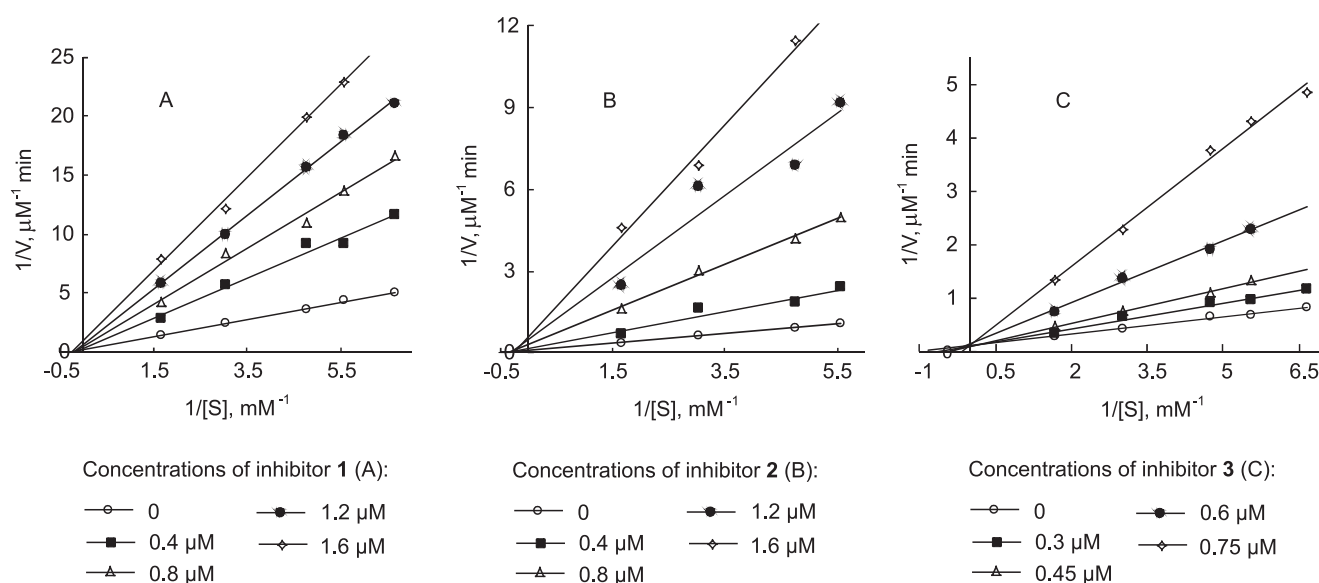 A
25
20
15
10
5
0
-0.5
1.5
3.5
5.5
1/V, µM⁻¹ min
1/[S], mM⁻¹
B
12
9
6
3
0
-0.5
1.5
3.5
5.5
1/V, µM⁻¹ min
1/[S], mM⁻¹
C
5
4
3
2
1
-1
0.5
2
3.5
5
6.5
1/V, µM⁻¹ min
1/[S], mM⁻¹
Concentrations of inhibitor 1 (A):
0
0.4 µM
0.8 µM
1.2 µM
1.6 µM
Concentrations of inhibitor 2 (B):
0
0.4 µM
0.8 µM
1.2 µM
1.6 µM
Concentrations of inhibitor 3 (C):
0
0.3 µM
0.45 µM
0.6 µM
0.75 µM